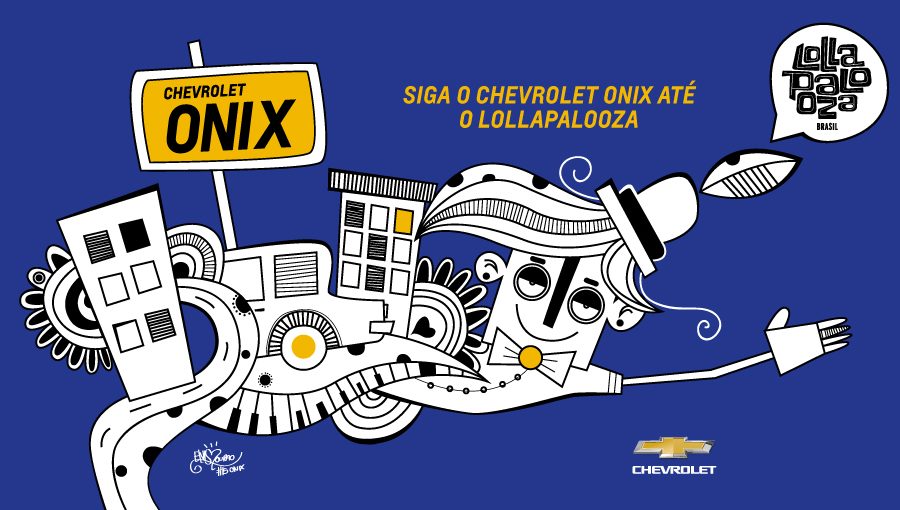 CHEVROLET
ONIX
SIGA O CHEVROLET ONIX ATÉ
O LOLLAPALOOZA
LOLLA
PALO
OZA
BRASIL
CHEVROLET